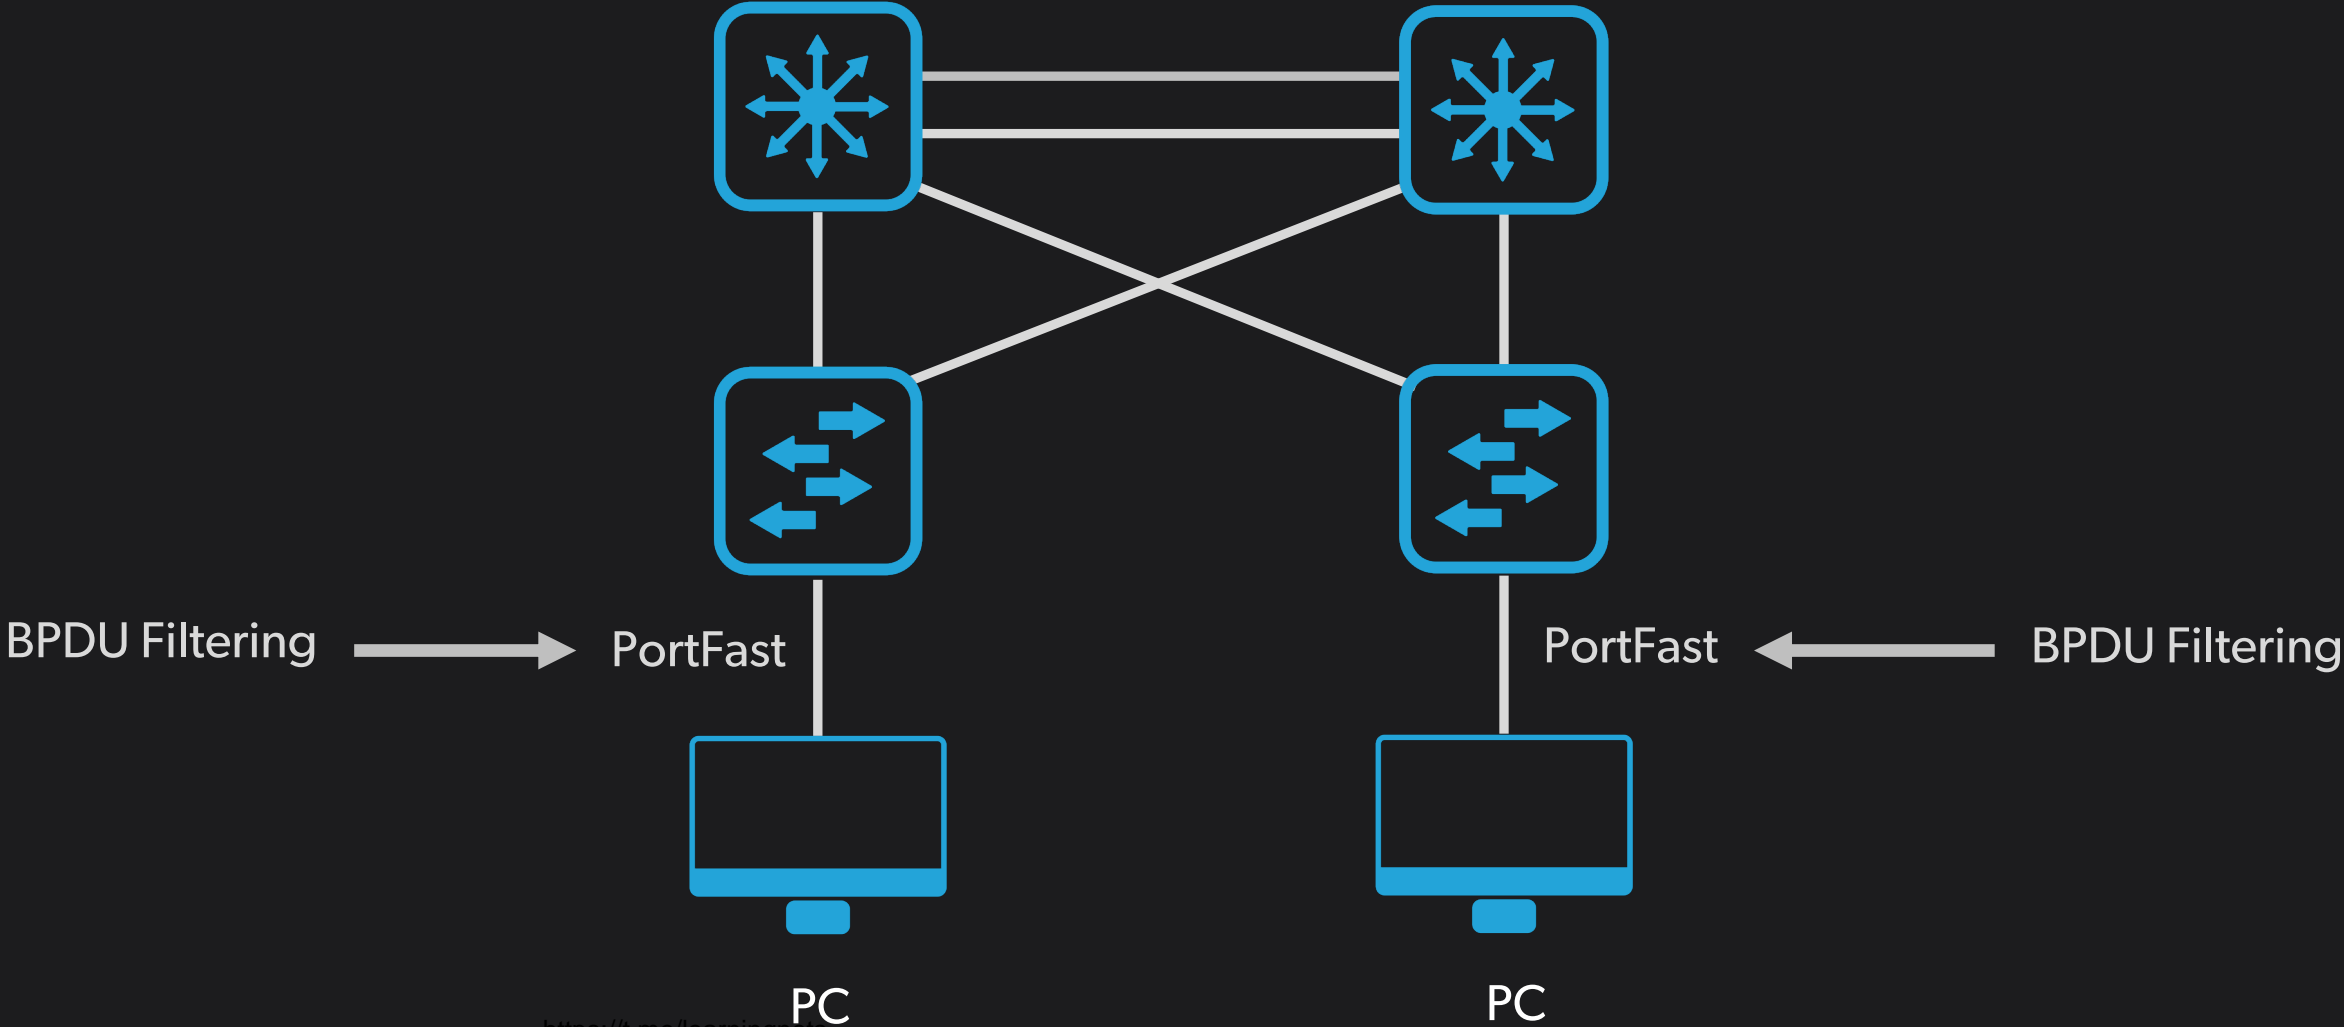 BPDU Filtering
PortFast
PortFast
BPDU Filtering
PC
PC